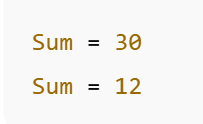 Sum = 30
Sum = 12